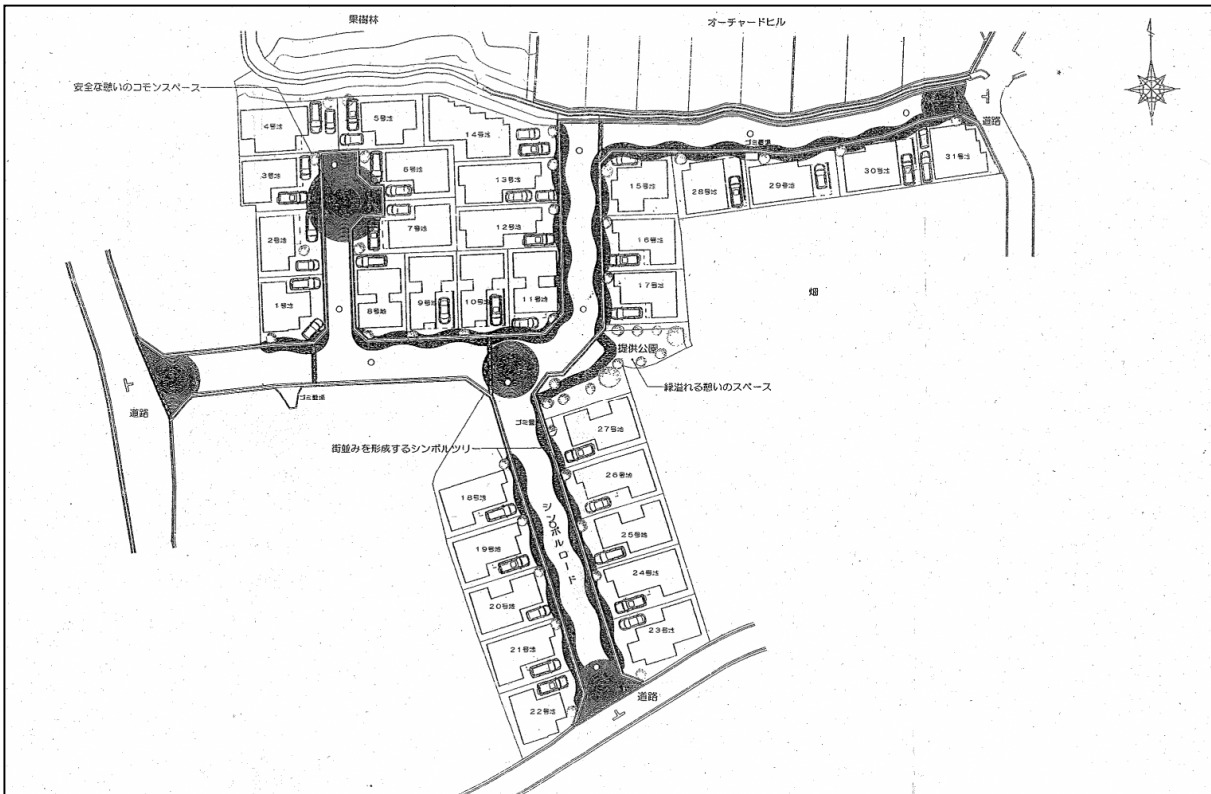 果樹林
オーチャードヒル
安全な憩いのコモンスペース
道路
4号地
5号地
14号地
ゴミ置場
31号地
3号地
6号地
13号地
15号地
28号地
29号地
30号地
2号地
7号地
12号地
16号地
1号地
8号地
9号地
10号地
11号地
17号地
畑
提供公園
緑溢れる憩いのスペース
ゴミ置場
道路
ゴミ置場
27号地
街並みを形成するシンボルツリー
26号地
18号地
シンボルロード
25号地
19号地
24号地
20号地
23号地
21号地
22号地
道路